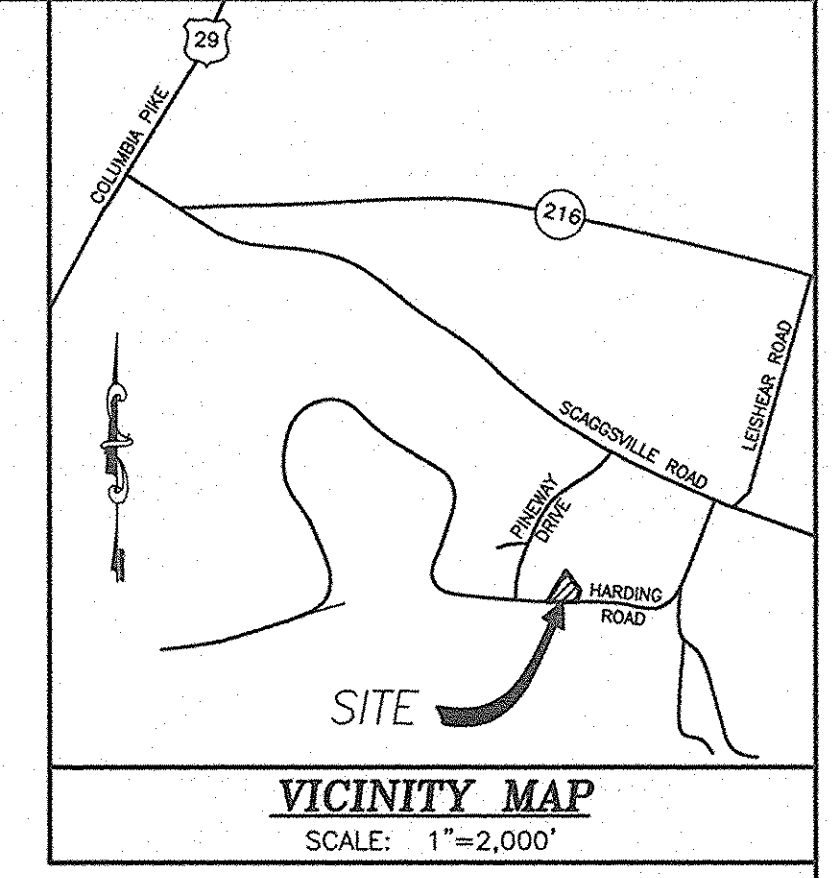 29
COLUMBIA PIKE
216
LEISHEAR ROAD
SCAGGSVILLE ROAD
PINEWAY
DRIVE
HARDING
ROAD
SITE
VICINITY MAP
SCALE: 1"=2,000'